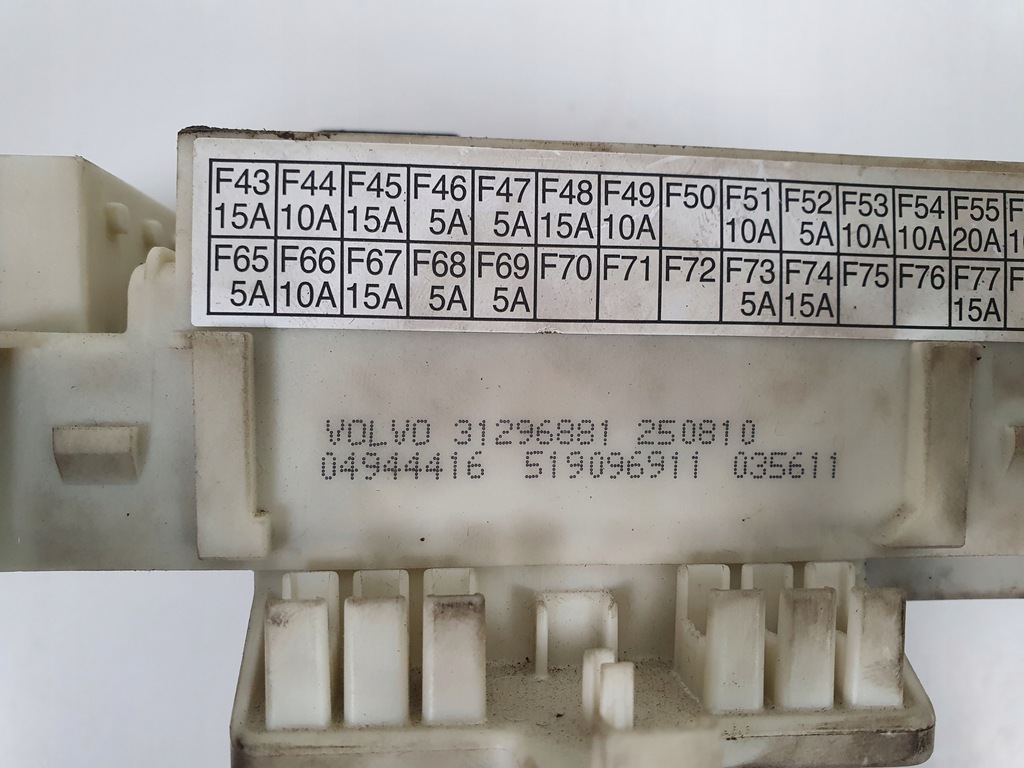 F43 F44 F45 F46 F47 F48 F49 F50 F51 F52 F53 F54 F55
15A 10A 15A 5A 5A 15A 10A 10A 5A 10A 10A 20A
F65 F66 F67 F68 F69 F70 F71 F72 F73 F74 F75 F76 F77
5A 10A 15A 5A 5A 5A 15A 15A
VOLVO 31296881 250810
04944416 519096911 035611